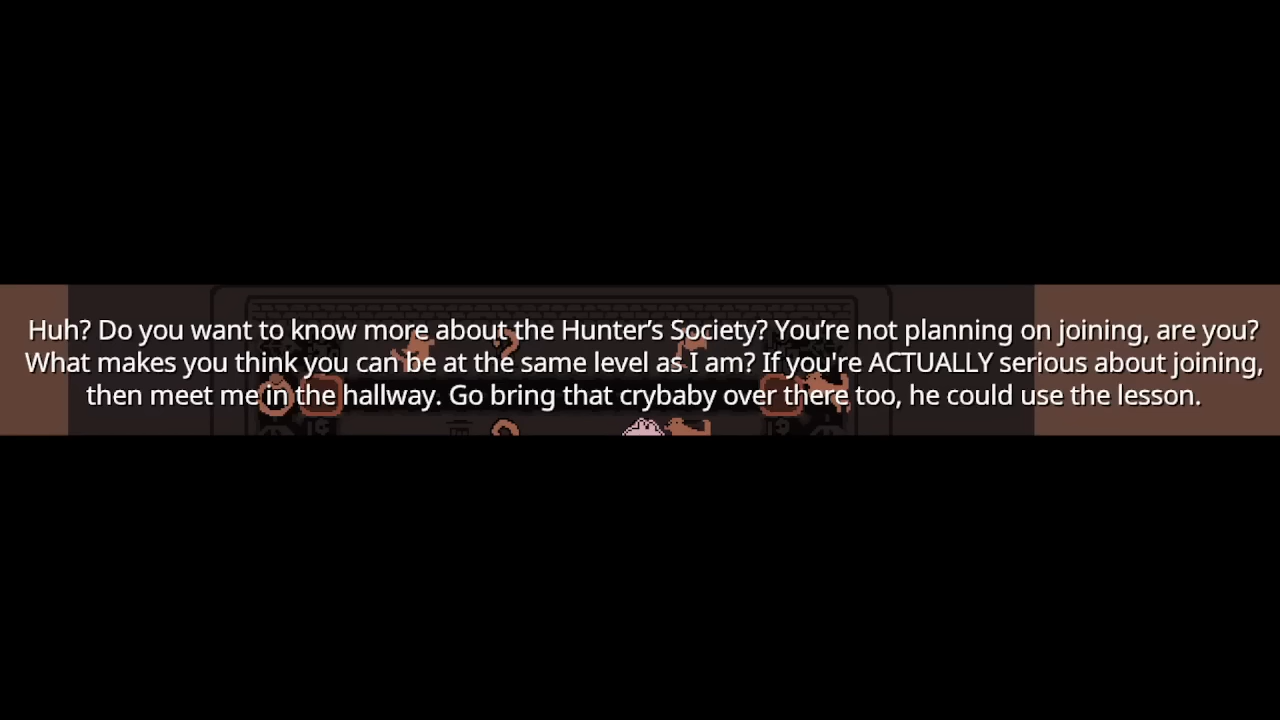 Huh? Do you want to know more about the Hunter’s Society? You’re not planning on joining, are you?
What makes you think you can be at the same level as I am? If you're ACTUALLY serious about joining,
then meet me in the hallway. Go bring that crybaby over there too, he could use the lesson.